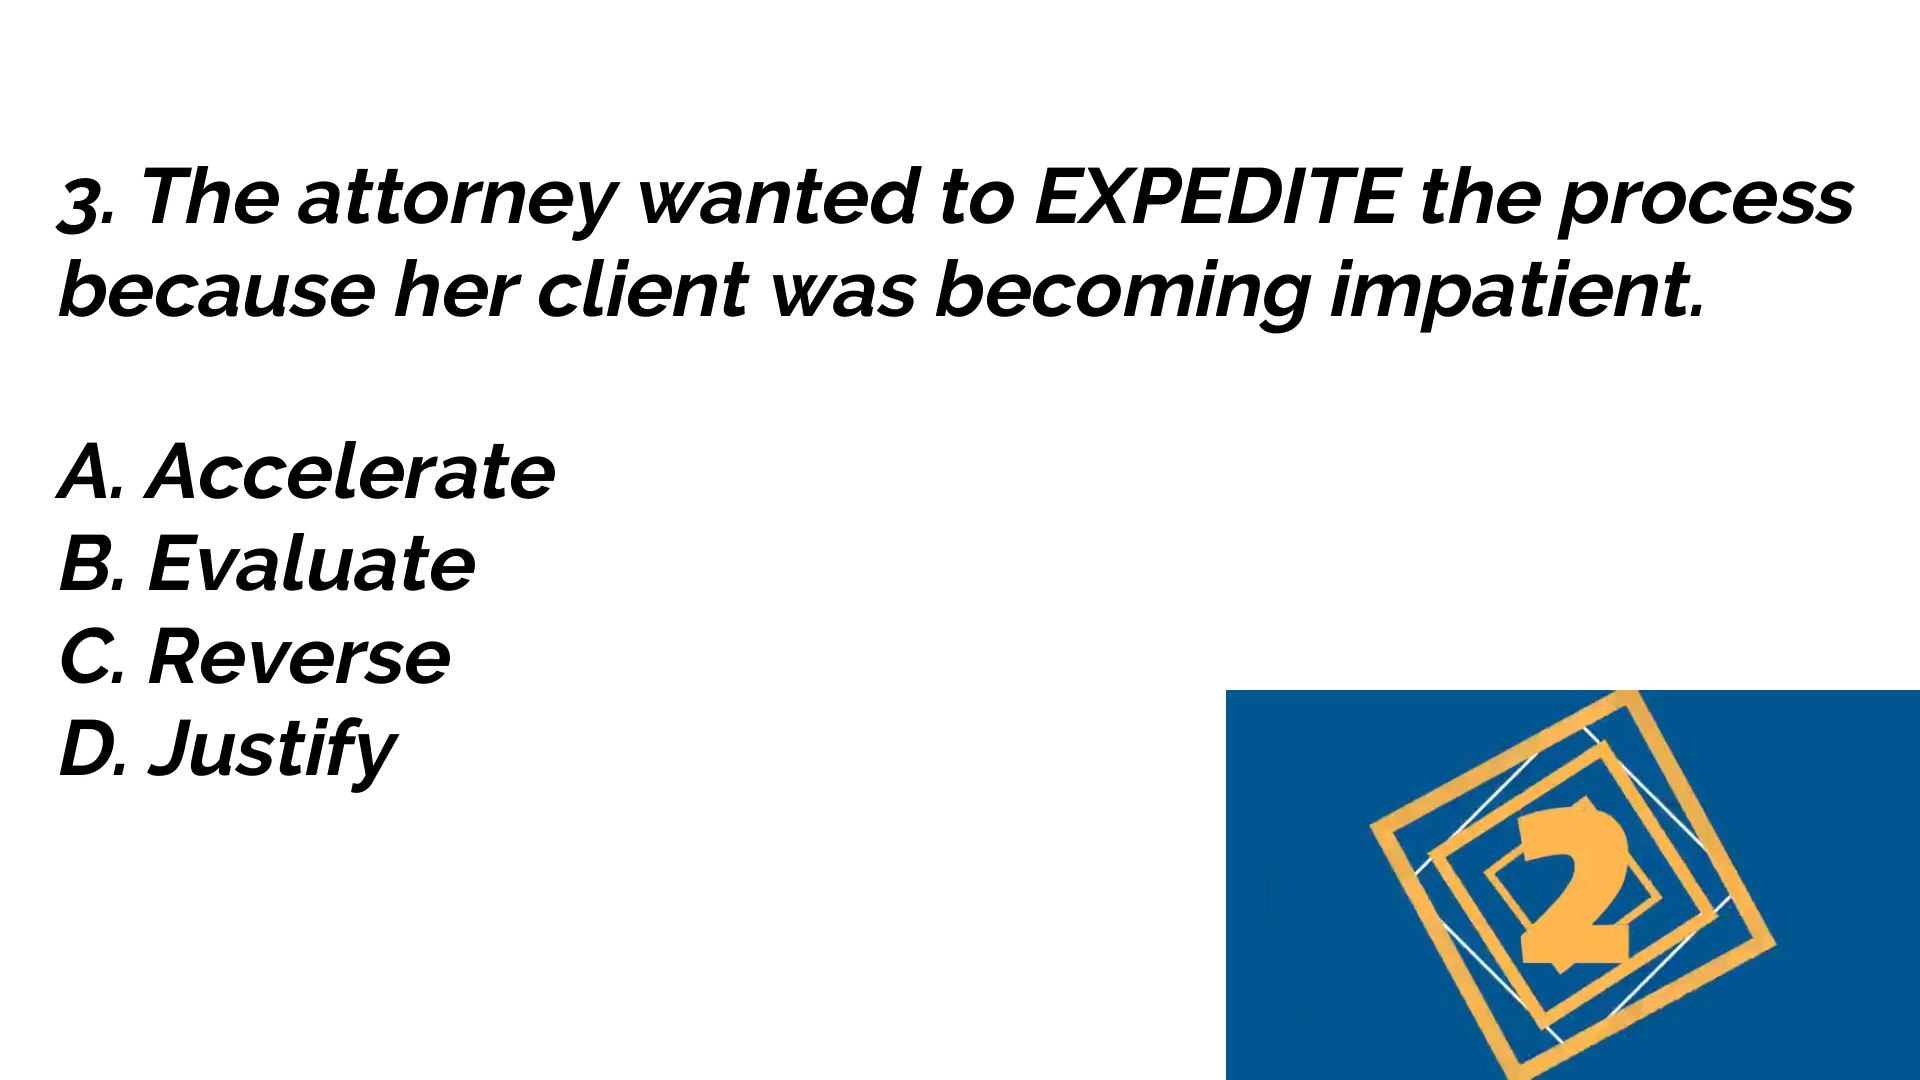 3. The attorney wanted to EXPEDITE the process
because her client was becoming impatient.
A. Accelerate
B. Evaluate
C. Reverse
D. Justify
2